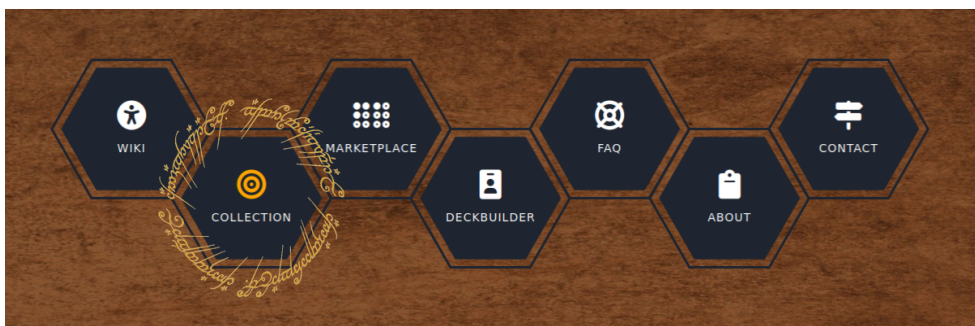 WIKI
COLLECTION
MARKETPLACE
DECKBUILDER
FAQ
ABOUT
CONTACT